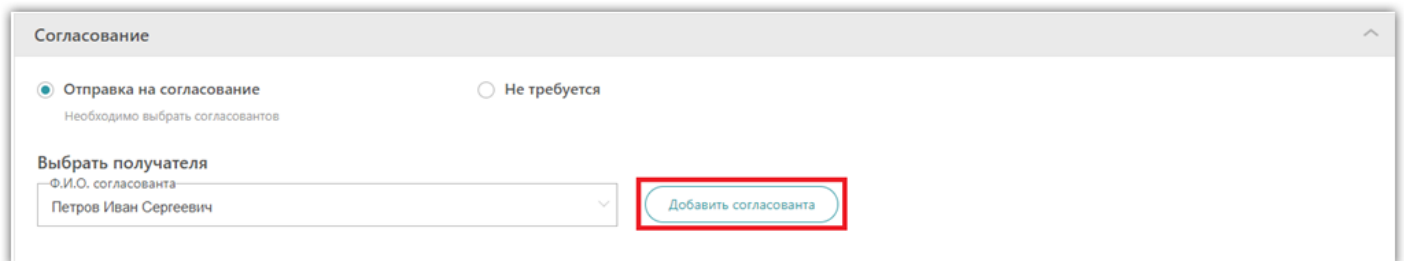 Согласование
Отправка на согласование
Не требуется
Необходимо выбрать согласовантов
Выбрать получателя
Ф.И.О. согласованта
Петров Иван Сергеевич
Добавить согласованта